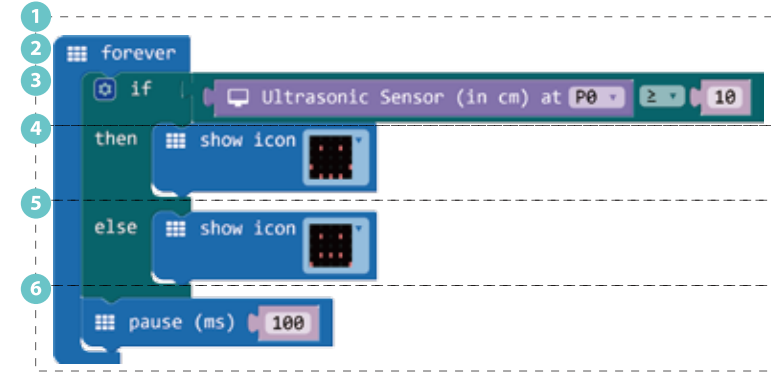 1
2 forever
3 if Ultrasonic Sensor (in cm) at P0 ≥ 10
4 then show icon
5 else show icon
6 pause (ms) 100